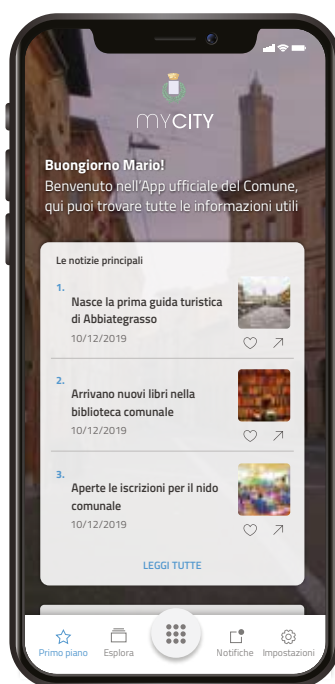 MYCITY
Buongiorno Mario!
Benvenuto nell'App ufficiale del Comune,
qui puoi trovare tutte le informazioni utili
Le notizie principali
1.
Nasce la prima guida turistica
di Abbiategrasso
10/12/2019
2.
Arrivano nuovi libri nella
biblioteca comunale
10/12/2019
3.
Aperte le iscrizioni per il nido
comunale
10/12/2019
LEGGI TUTTE
Primo piano
Esplora
Notifiche
Impostazioni